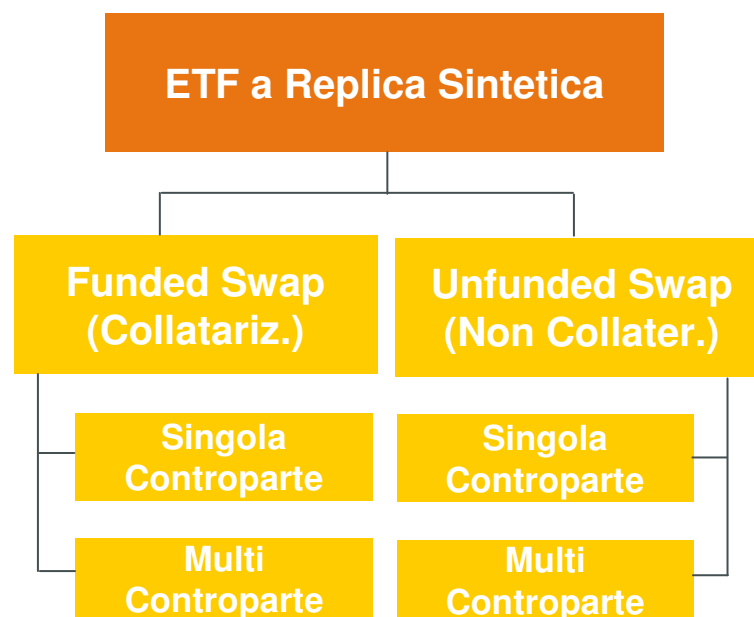 ETF a Replica Sintetica
Funded Swap
(Collatariz.)
Unfunded Swap
(Non Collater.)
Singola
Controparte
Singola
Controparte
Multi
Controparte
Multi
Controparte